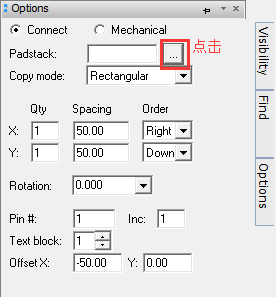 Options
Connect Mechanical
Padstack: ... 点击
Copy mode: Rectangular
Qty Spacing Order
X: 1 50.00 Right
Y: 1 50.00 Down
Rotation: 0.000
Pin #: 1 Inc: 1
Text block: 1
Offset X: -50.00 Y: 0.00
Visibility
Find
Options